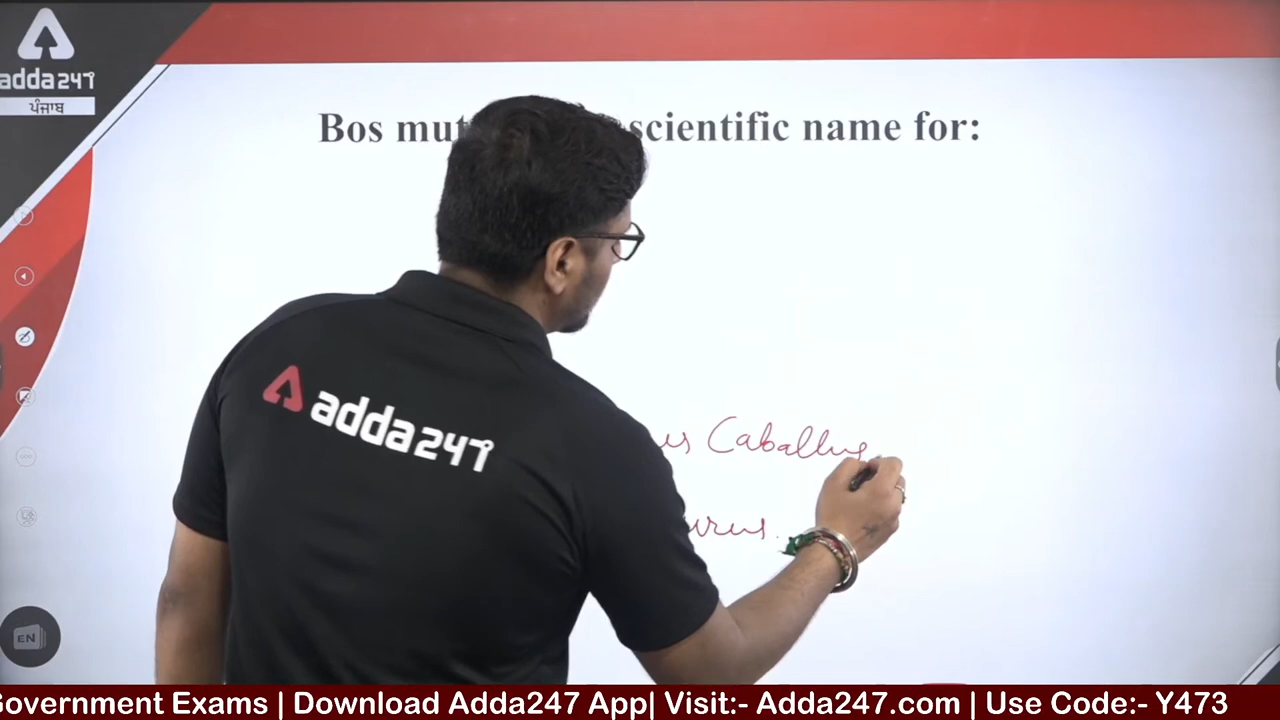 adda247
ਪੰਜਾਬ
Bos mut scientific name for:
adda247
us Caballus
urus.
EN
Government Exams | Download Adda247 App| Visit:- Adda247.com | Use Code:- Y473